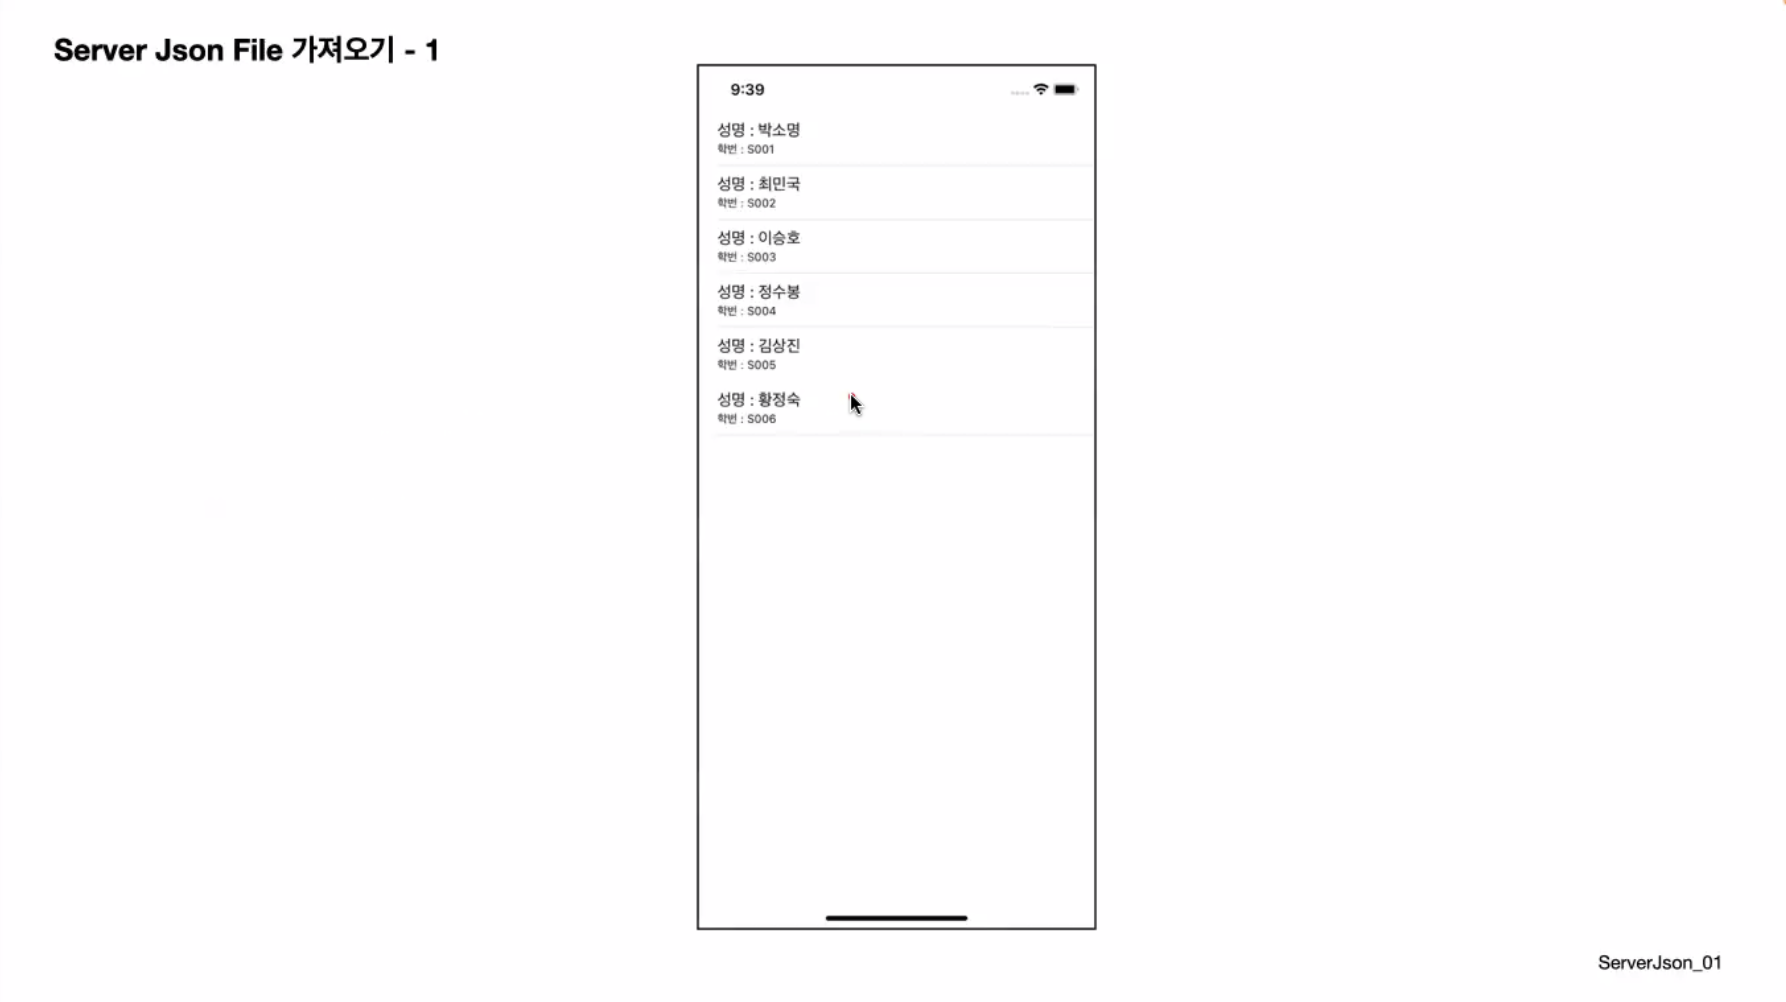 Server Json File 가져오기 - 1
9:39
성명 : 박소명
학번 : S001
성명 : 최민국
학번 : S002
성명 : 이승호
학번 : S003
성명 : 정수봉
학번 : S004
성명 : 김상진
학번 : S005
성명 : 황정숙
학번 : S006
ServerJson_01